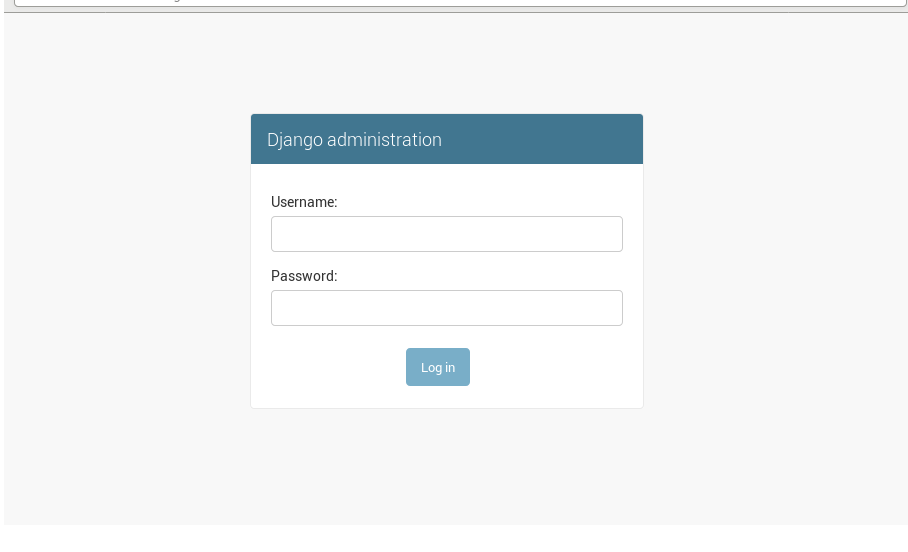 Django administration
Username:
Password:
Log in